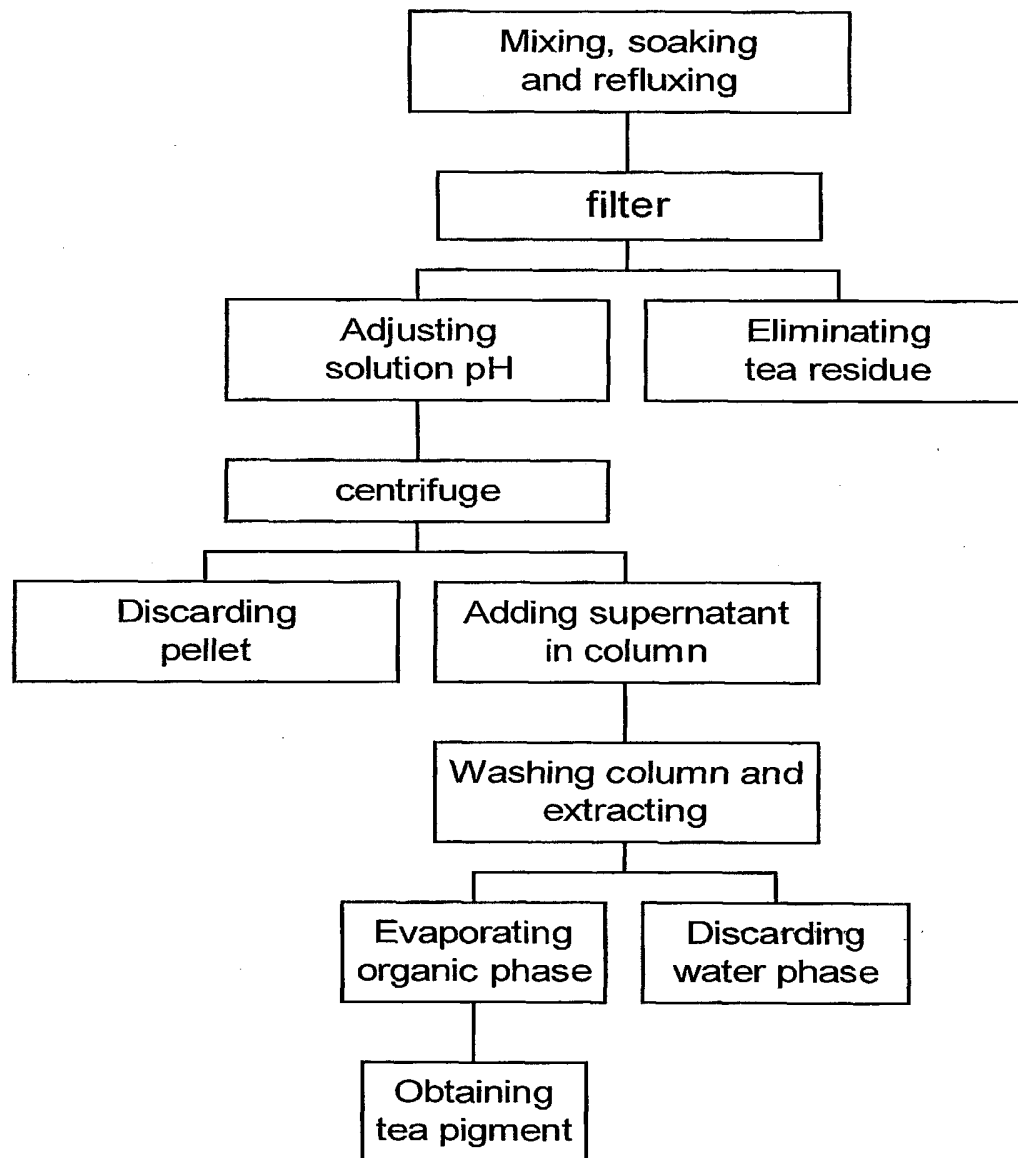 Mixing, soaking
and refluxing
filter
Adjusting
solution pH
Eliminating
tea residue
centrifuge
Discarding
pellet
Adding supernatant
in column
Washing column and
extracting
Evaporating
organic phase
Discarding
water phase
Obtaining
tea pigment